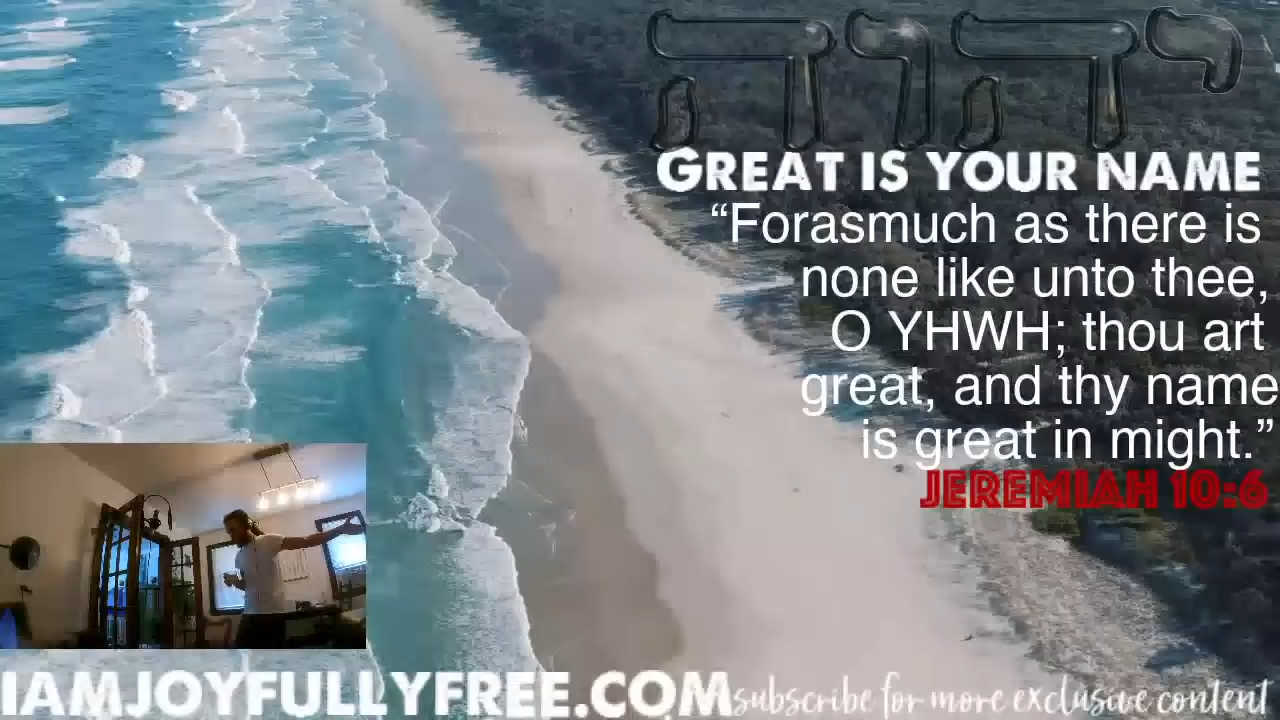 יהוה
GREAT IS YOUR NAME
“Forasmuch as there is
none like unto thee,
O YHWH; thou art
great, and thy name
is great in might.”
JEREMIAH 10:6
IAMJOYFULLYFREE.COM subscribe for more exclusive content